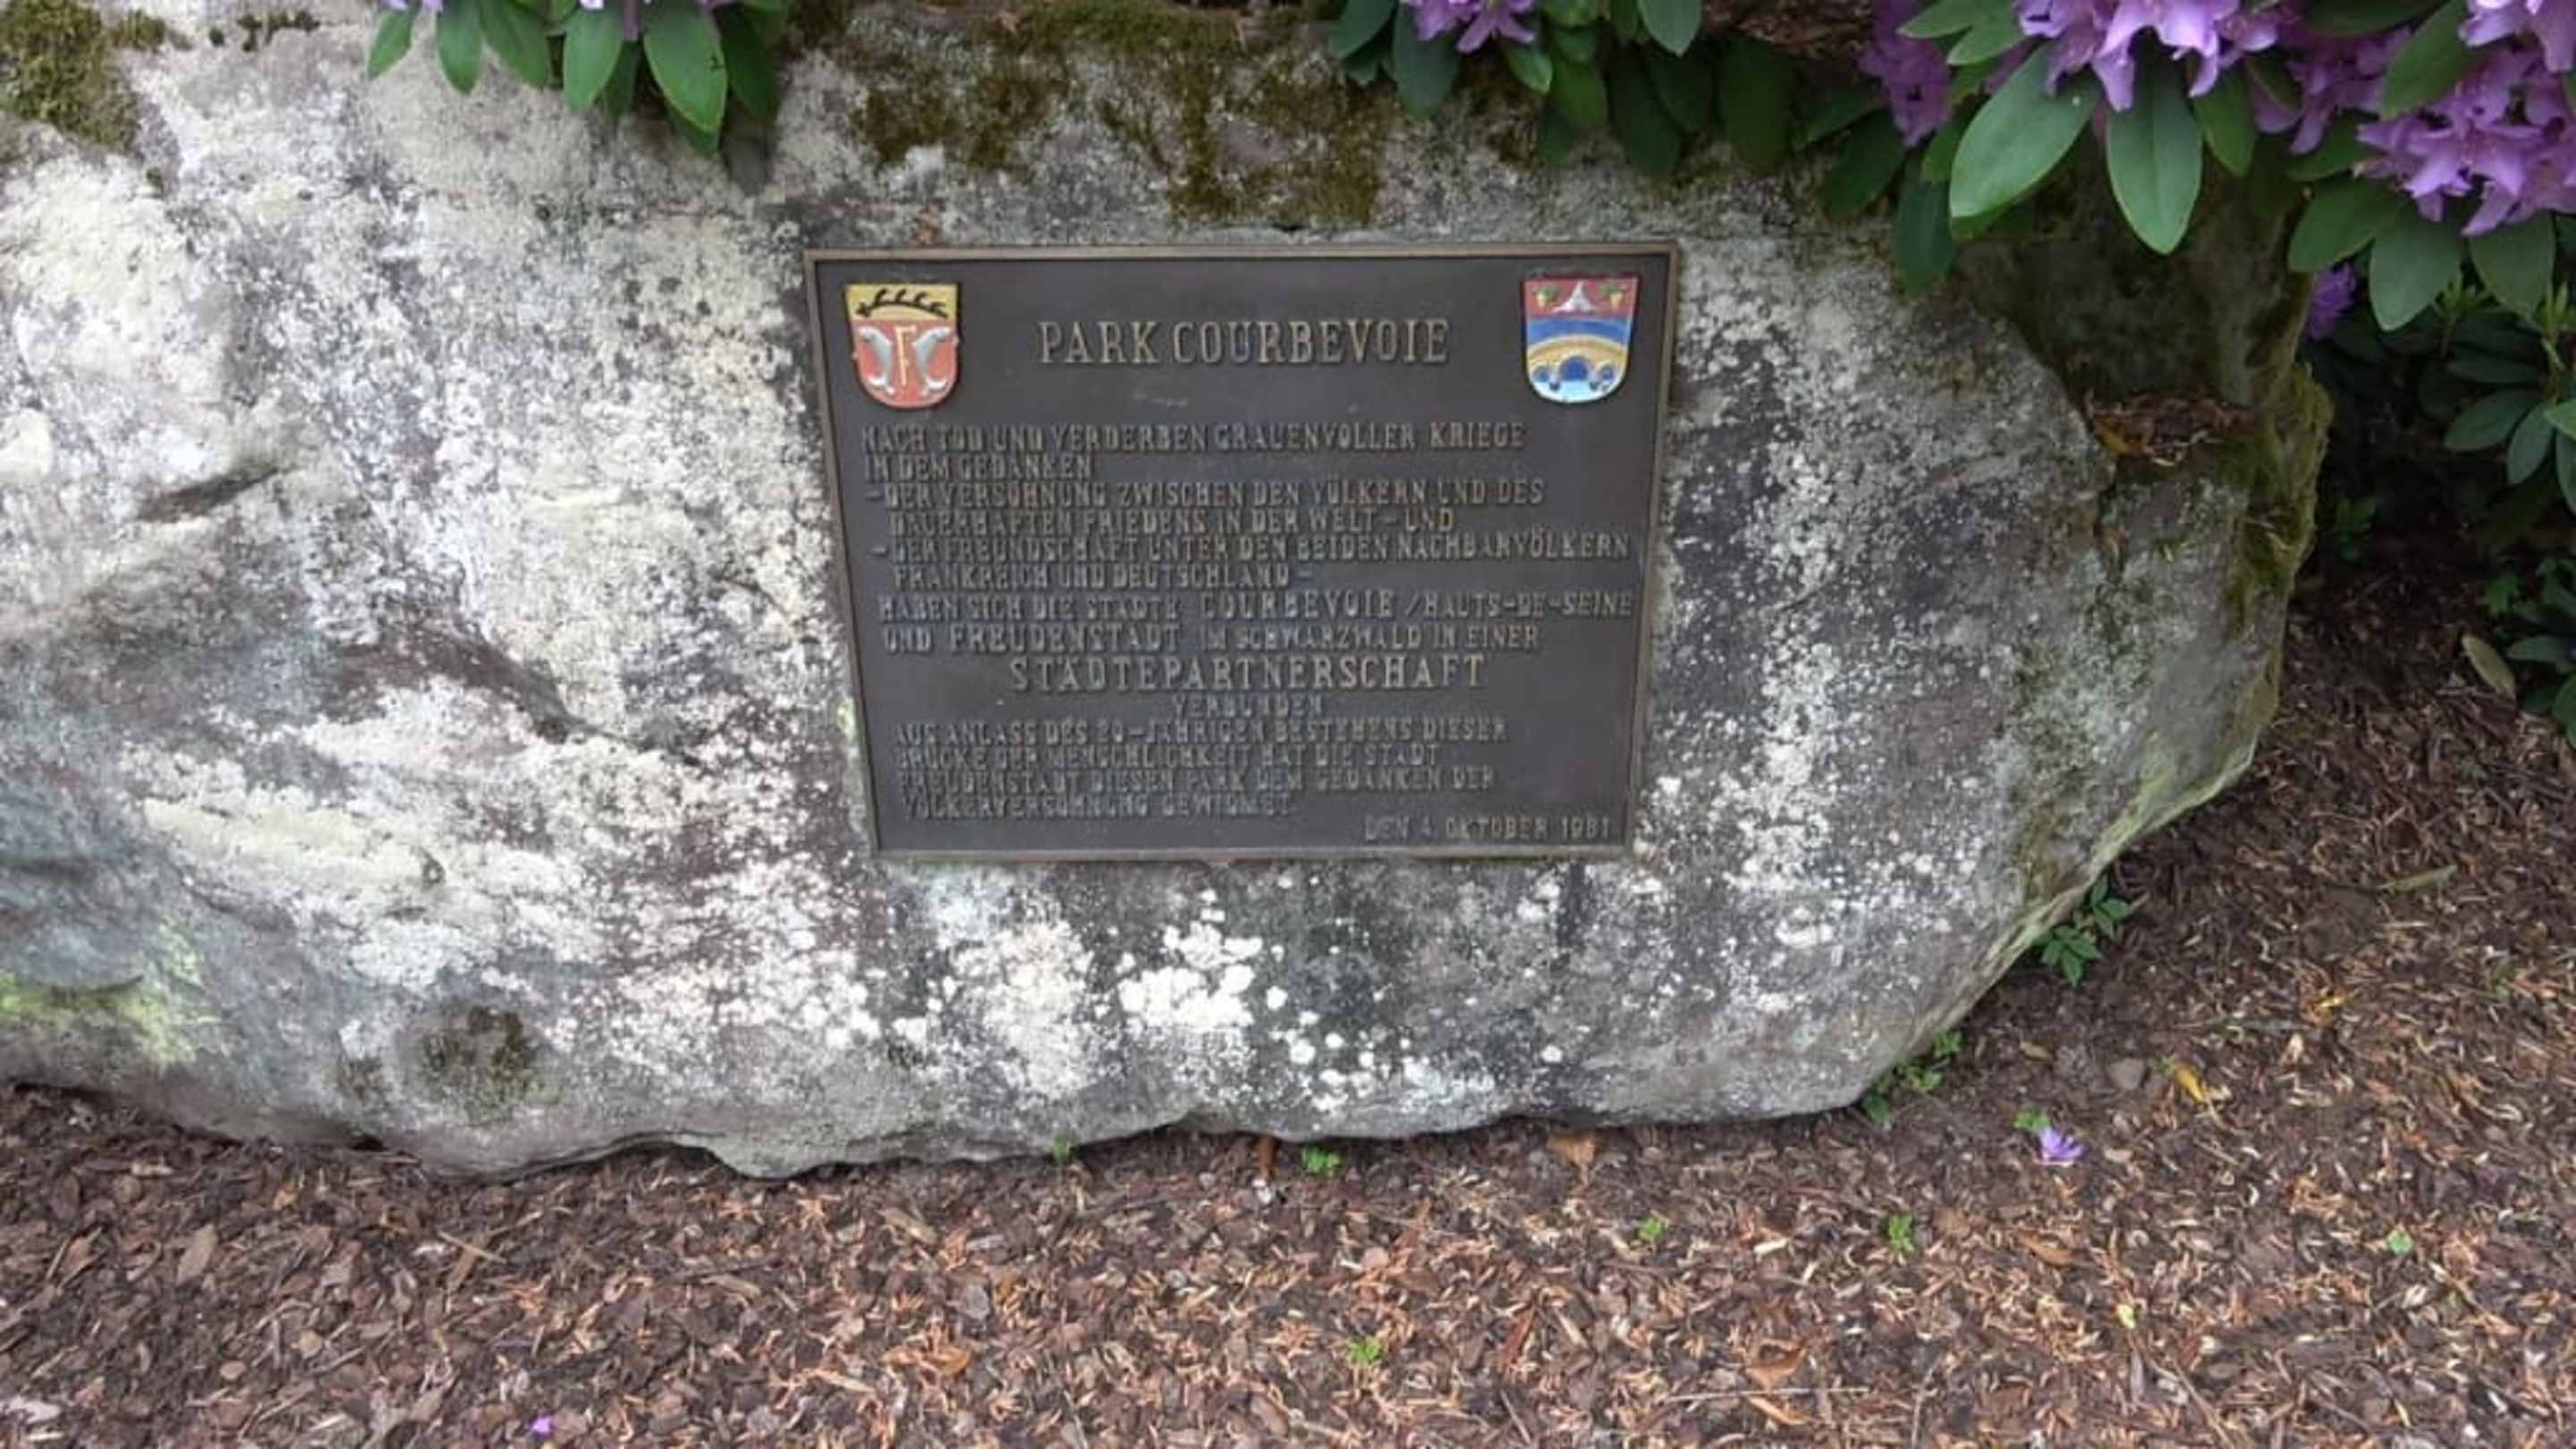 PARK COURBEVOIE
F
NACH TOD UND VERDERBEN GRAUENVOLLER KRIEGE
IN DEM GEDANKEN
-DER VERSÖHNUNG ZWISCHEN DEN VÖLKERN UND DES
DAUERHAFTEN FRIEDENS IN DER WELT - UND
-DER FREUNDSCHAFT UNTER DEN BEIDEN NACHBARVÖLKERN
FRANKREICH UND DEUTSCHLAND -
HABEN SICH DIE STÄDTE COURBEVOIE /HAUTS-DE-SEINE
UND FREUDENSTADT IM SCHWARZWALD IN EINER
STÄDTEPARTNERSCHAFT
VERBUNDEN
AUS ANLASS DES 20-JÄHRIGEN BESTEHENS DIESER
BRÜCKE DER MENSCHLICHKEIT HAT DIE STADT
FREUDENSTADT DIESEN PARK DEM GEDANKEN DER
VÖLKERVERSÖHNUNG GEWIDMET
DEN 4. OKTOBER 1981